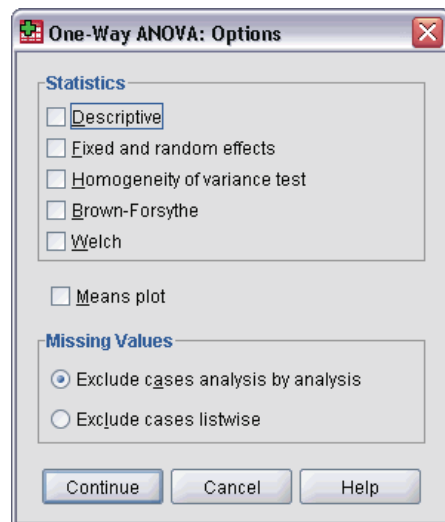 One-Way ANOVA: Options
Statistics
Descriptive
Fixed and random effects
Homogeneity of variance test
Brown-Forsythe
Welch
Means plot
Missing Values
Exclude cases analysis by analysis
Exclude cases listwise
Continue Cancel Help